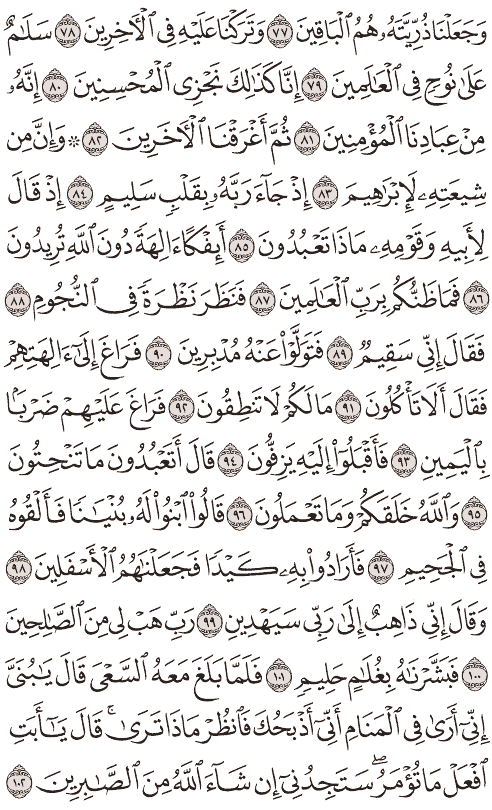 وَجَعَلْنَا ذُرِّيَّتَهُۥ هُمُ ٱلْبَاقِينَ ٧٧ وَتَرَكْنَا عَلَيْهِ فِى ٱلْـَٔاخِرِينَ ٧٨ سَلَـٰمٌ
عَلَىٰ نُوحٍ فِى ٱلْعَـٰلَمِينَ ٧٩ إِنَّا كَذَٰلِكَ نَجْزِى ٱلْمُحْسِنِينَ ٨٠ إِنَّهُۥ
مِنْ عِبَادِنَا ٱلْمُؤْمِنِينَ ٨١ ثُمَّ أَغْرَقْنَا ٱلْـَٔاخَرِينَ ٨٢ ۞ وَإِنَّ مِن
شِيعَتِهِۦ لَإِبْرَٰهِيمَ ٨٣ إِذْ جَآءَ رَبَّهُۥ بِقَلْبٍ سَلِيمٍ ٨٤ إِذْ قَالَ
لِأَبِيهِ وَقَوْمِهِۦ مَاذَا تَعْبُدُونَ ٨٥ أَئِفْكًا ءَالِهَةً دُونَ ٱللَّهِ تُرِيدُونَ
٨٦ فَمَا ظَنُّكُم بِرَبِّ ٱلْعَـٰلَمِينَ ٨٧ فَنَظَرَ نَظْرَةً فِى ٱلنُّجُومِ ٨٨
فَقَالَ إِنِّى سَقِيمٌ ٨٩ فَتَوَلَّوْا۟ عَنْهُ مُدْبِرِينَ ٩٠ فَرَاغَ إِلَىٰٓ ءَالِهَتِهِمْ
فَقَالَ أَلَا تَأْكُلُونَ ٩١ مَا لَكُمْ لَا تَنطِقُونَ ٩٢ فَرَاغَ عَلَيْهِمْ ضَرْبًۢا
بِٱلْيَمِينِ ٩٣ فَأَقْبَلُوٓا۟ إِلَيْهِ يَزِفُّونَ ٩٤ قَالَ أَتَعْبُدُونَ مَا تَنْحِتُونَ
٩٥ وَٱللَّهُ خَلَقَكُمْ وَمَا تَعْمَلُونَ ٩٦ قَالُوا۟ ٱبْنُوا۟ لَهُۥ بُنْيَـٰنًا فَأَلْقُوهُ
فِى ٱلْجَحِيمِ ٩٧ فَأَرَادُوا۟ بِهِۦ كَيْدًا فَجَعَلْنَـٰهُمُ ٱلْأَسْفَلِينَ ٩٨
وَقَالَ إِنِّى ذَاهِبٌ إِلَىٰ رَبِّى سَيَهْدِينِ ٩٩ رَبِّ هَبْ لِى مِنَ ٱلصَّـٰلِحِينَ
١٠٠ فَبَشَّرْنَـٰهُ بِغُلَـٰمٍ حَلِيمٍ ١٠١ فَلَمَّا بَلَغَ مَعَهُ ٱلسَّعْىَ قَالَ يَـٰبُنَىَّ
إِنِّىٓ أَرَىٰ فِى ٱلْمَنَامِ أَنِّىٓ أَذْبَحُكَ فَٱنظُرْ مَاذَا تَرَىٰ ۚ قَالَ يَـٰٓأَبَتِ
ٱفْعَلْ مَا تُؤْمَرُ ۖ سَتَجِدُنِىٓ إِن شَآءَ ٱللَّهُ مِنَ ٱلصَّـٰبِرِينَ ١٠٢